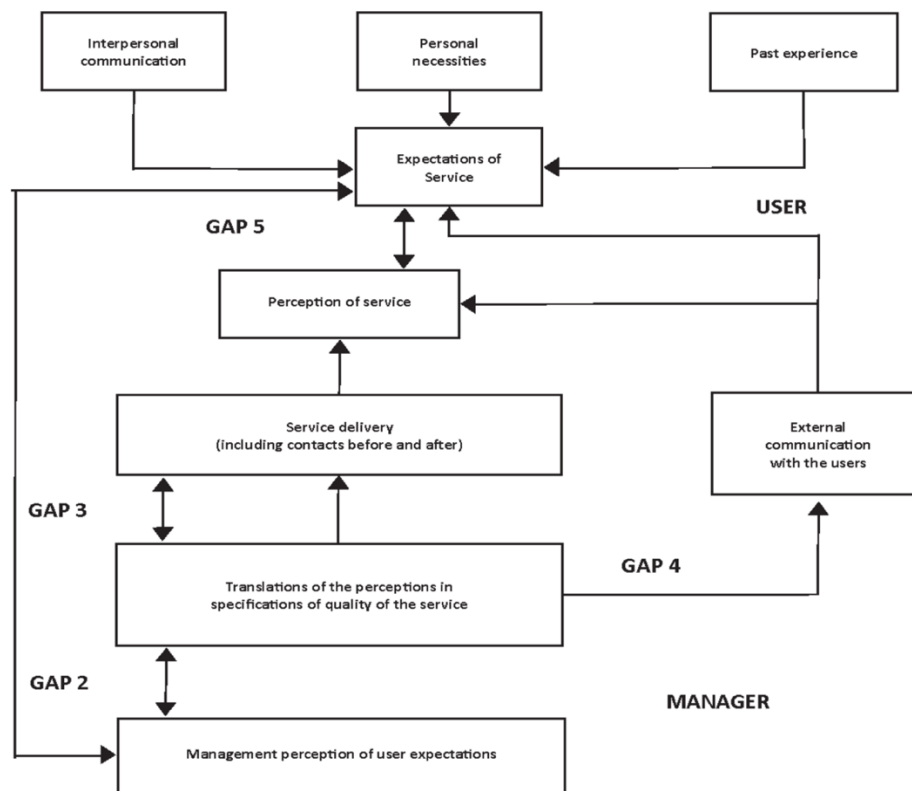 Interpersonal
communication
Personal
necessities
Past experience
Expectations of
Service
USER
GAP 5
Perception of service
Service delivery
(including contacts before and after)
External
communication
with the users
GAP 3
GAP 4
Translations of the perceptions in
specifications of quality of the service
GAP 2
MANAGER
Management perception of user expectations